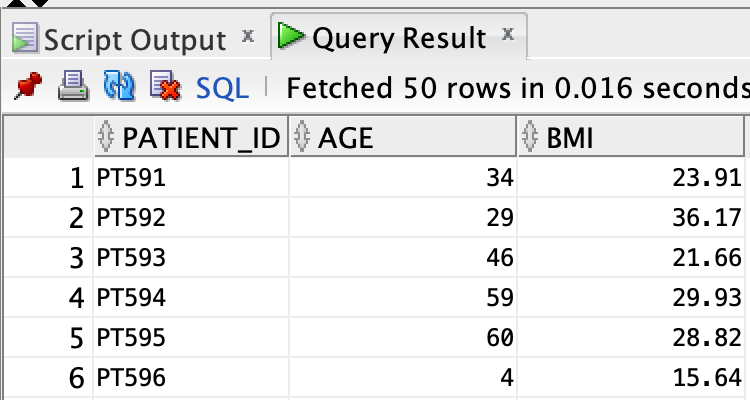 Script Output x Query Result x
SQL | Fetched 50 rows in 0.016 seconds
PATIENT_ID AGE BMI
1 PT591 34 23.91
2 PT592 29 36.17
3 PT593 46 21.66
4 PT594 59 29.93
5 PT595 60 28.82
6 PT596 4 15.64